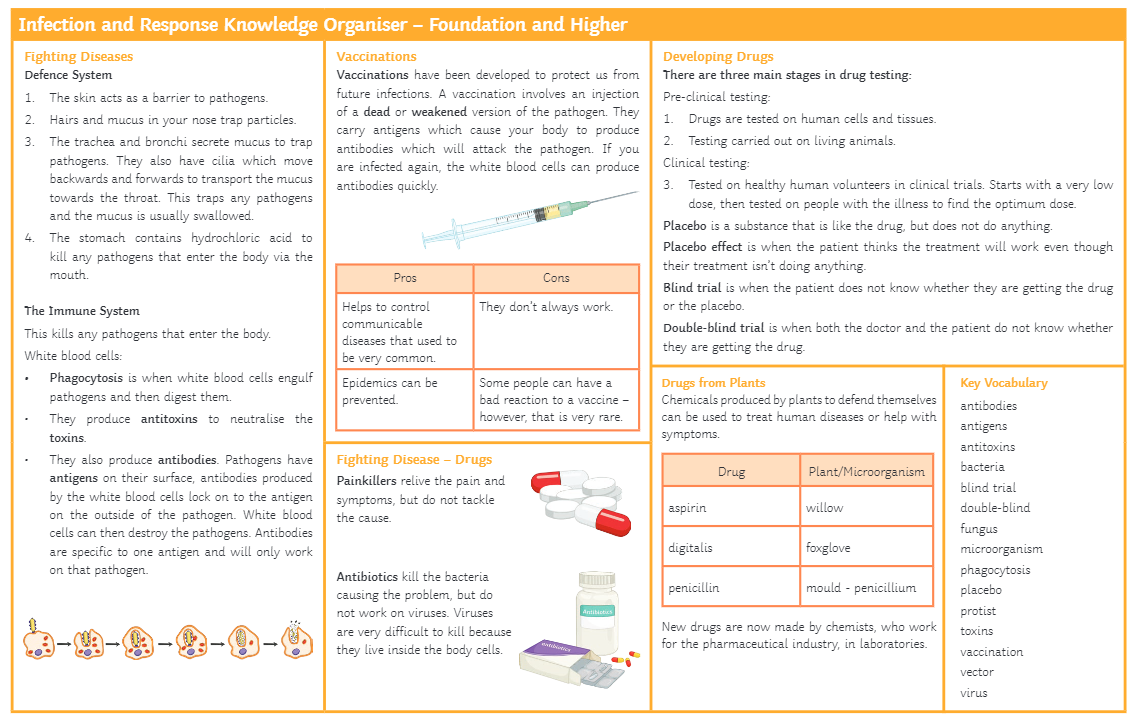 Infection and Response Knowledge Organiser – Foundation and Higher
Fighting Diseases
Defence System
1. The skin acts as a barrier to pathogens.
2. Hairs and mucus in your nose trap particles.
3. The trachea and bronchi secrete mucus to trap
pathogens. They also have cilia which move
backwards and forwards to transport the mucus
towards the throat. This traps any pathogens
and the mucus is usually swallowed.
4. The stomach contains hydrochloric acid to
kill any pathogens that enter the body via the
mouth.
The Immune System
This kills any pathogens that enter the body.
White blood cells:
• Phagocytosis is when white blood cells engulf
pathogens and then digest them.
• They produce antitoxins to neutralise the
toxins.
• They also produce antibodies. Pathogens have
antigens on their surface, antibodies produced
by the white blood cells lock on to the antigen
on the outside of the pathogen. White blood
cells can then destroy the pathogens. Antibodies
are specific to one antigen and will only work
on that pathogen.
Vaccinations
Vaccinations have been developed to protect us from
future infections. A vaccination involves an injection
of a dead or weakened version of the pathogen. They
carry antigens which cause your body to produce
antibodies which will attack the pathogen. If you
are infected again, the white blood cells can produce
antibodies quickly.
Pros Cons
Helps to control
communicable
diseases that used to
be very common.
They don't always work.
Epidemics can be
prevented.
Some people can have a
bad reaction to a vaccine –
however, that is very rare.
Fighting Disease – Drugs
Painkillers relive the pain and
symptoms, but do not tackle
the cause.
Antibiotics kill the bacteria
causing the problem, but do
not work on viruses. Viruses
are very difficult to kill because
they live inside the body cells.
Antibiotics
Antibiotics
Developing Drugs
There are three main stages in drug testing:
Pre-clinical testing:
1. Drugs are tested on human cells and tissues.
2. Testing carried out on living animals.
Clinical testing:
3. Tested on healthy human volunteers in clinical trials. Starts with a very low
dose, then tested on people with the illness to find the optimum dose.
Placebo is a substance that is like the drug, but does not do anything.
Placebo effect is when the patient thinks the treatment will work even though
their treatment isn't doing anything.
Blind trial is when the patient does not know whether they are getting the drug
or the placebo.
Double-blind trial is when both the doctor and the patient do not know whether
they are getting the drug.
Drugs from Plants
Chemicals produced by plants to defend themselves
can be used to treat human diseases or help with
symptoms.
Drug Plant/Microorganism
aspirin willow
digitalis foxglove
penicillin mould - penicillium
New drugs are now made by chemists, who work
for the pharmaceutical industry, in laboratories.
Key Vocabulary
antibodies
antigens
antitoxins
bacteria
blind trial
double-blind
fungus
microorganism
phagocytosis
placebo
protist
toxins
vaccination
vector
virus